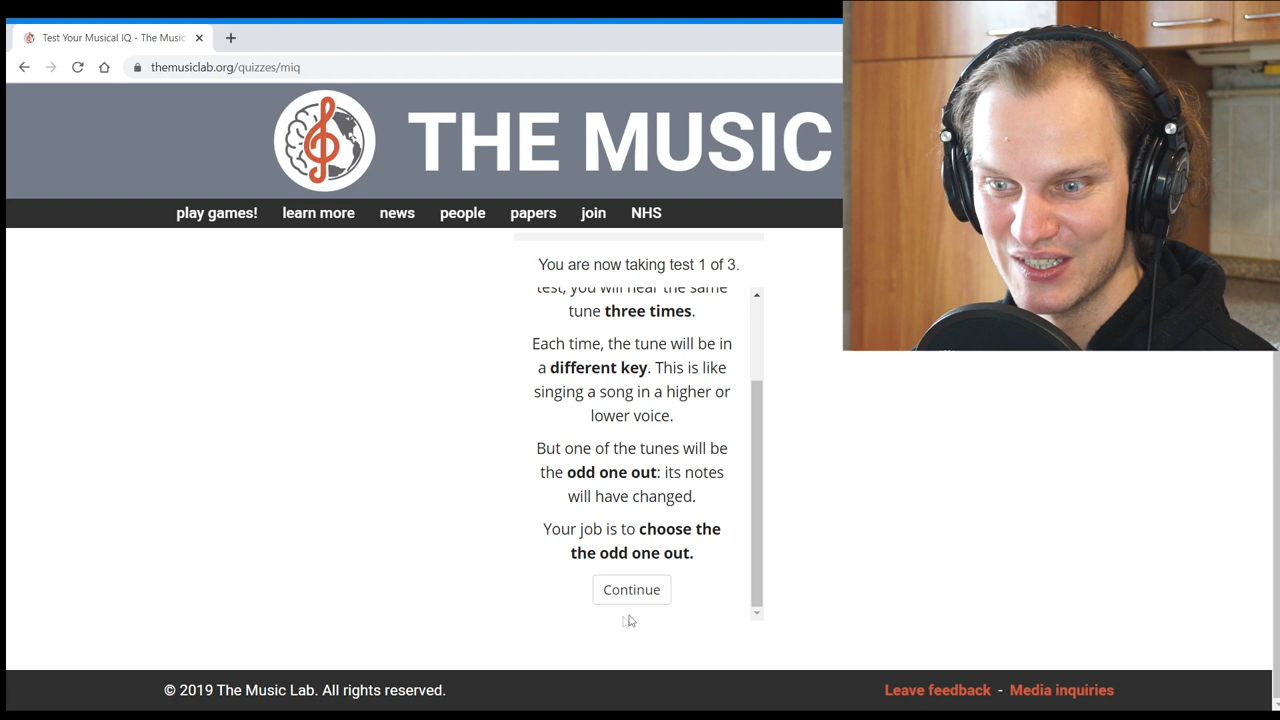 Test Your Musical IQ - The Music
themusiclab.org/quizzes/miq
THE MUSIC
play games! learn more news people papers join NHS
You are now taking test 1 of 3.
test, you will hear the same
tune three times.
Each time, the tune will be in
a different key. This is like
singing a song in a higher or
lower voice.
But one of the tunes will be
the odd one out: its notes
will have changed.
Your job is to choose the
the odd one out.
Continue
© 2019 The Music Lab. All rights reserved.
Leave feedback - Media inquiries